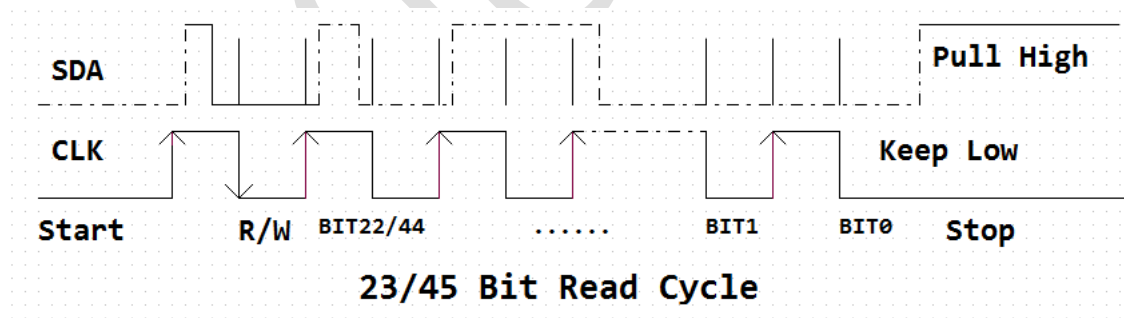 SDA
Pull High
CLK
Keep Low
Start
R/W
BIT22/44
......
BIT1
BIT0
Stop
23/45 Bit Read Cycle